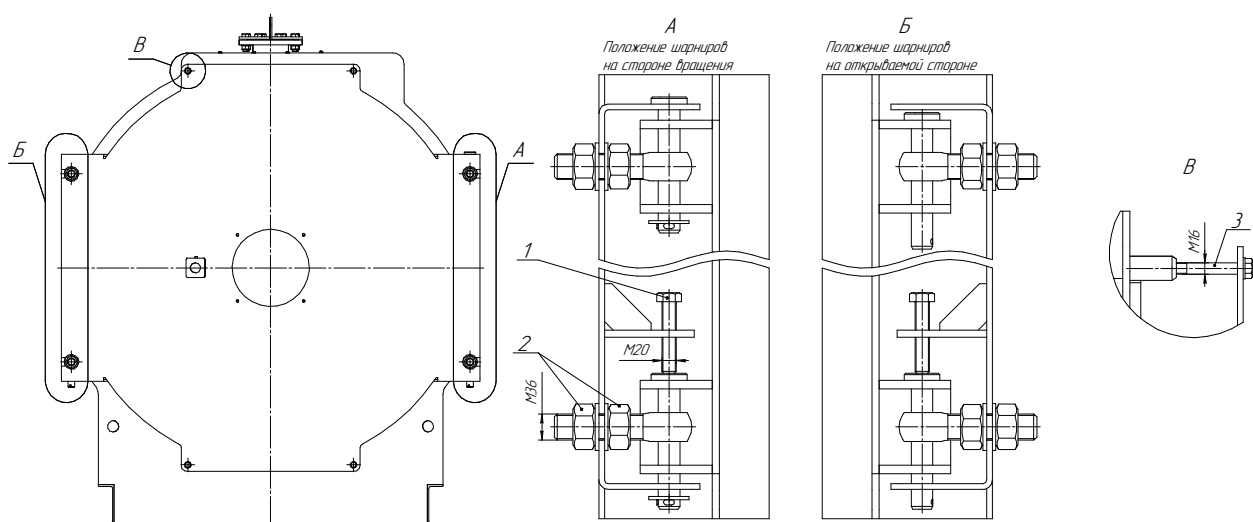 В
Б
А
А
Положение шарниров
на стороне вращения
1
2
М20
М36
Б
Положение шарниров
на открываемой стороне
В
М16
3